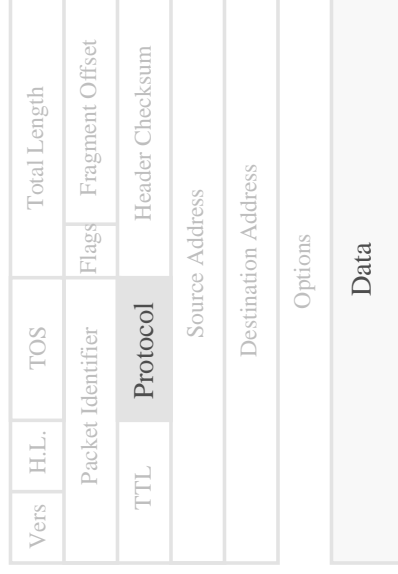 Vers H.L. TOS Total Length
Packet Identifier Flags Fragment Offset
TTL Protocol Header Checksum
Source Address
Destination Address
Options
Data